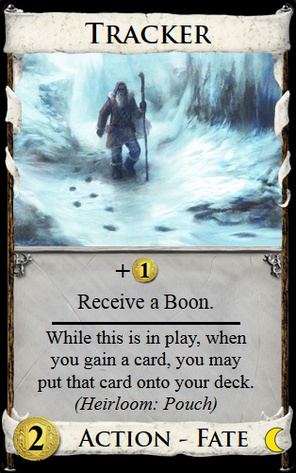 TRACKER
+1
Receive a Boon.
While this is in play, when
you gain a card, you may
put that card onto your deck.
(Heirloom: Pouch)
2 ACTION - FATE